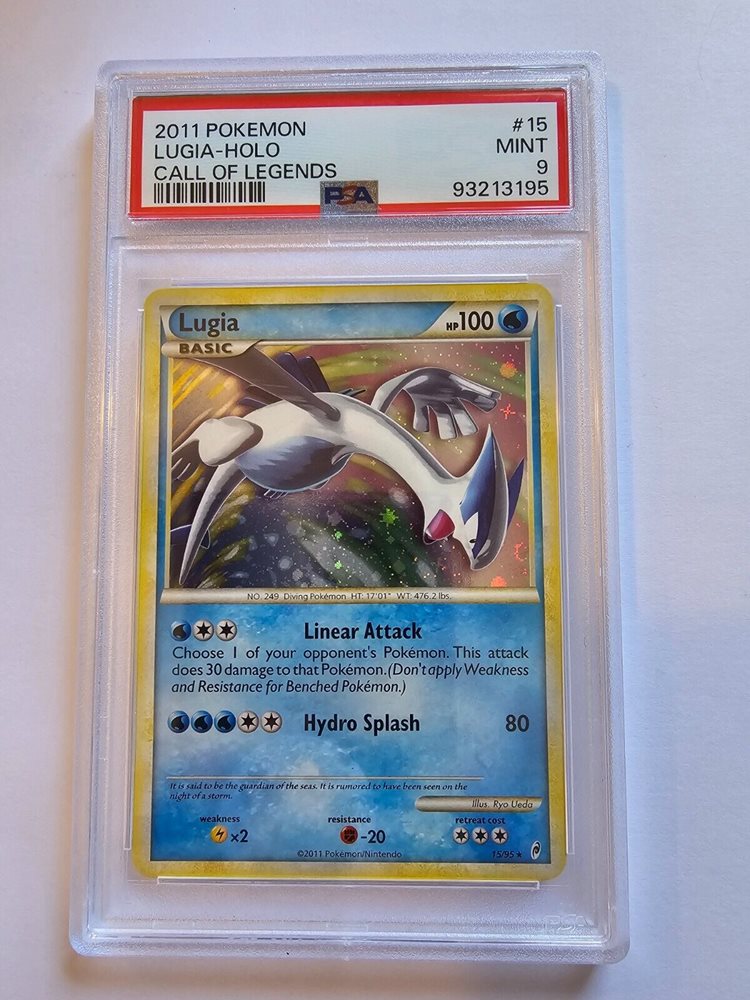 2011 POKEMON #15
LUGIA-HOLO MINT
CALL OF LEGENDS 9
PSA 93213195
Lugia HP 100
BASIC
NO. 249 Diving Pokémon HT: 17'01" WT: 476.2 lbs.
Linear Attack
Choose 1 of your opponent's Pokémon. This attack
does 30 damage to that Pokémon. (Don't apply Weakness
and Resistance for Benched Pokémon.)
Hydro Splash 80
It is said to be the guardian of the seas. It is rumored to have been seen on the
night of a storm.
Illus. Ryo Ueda
weakness resistance retreat cost
×2 -20
©2011 Pokémon/Nintendo 15/95 ★
PSA